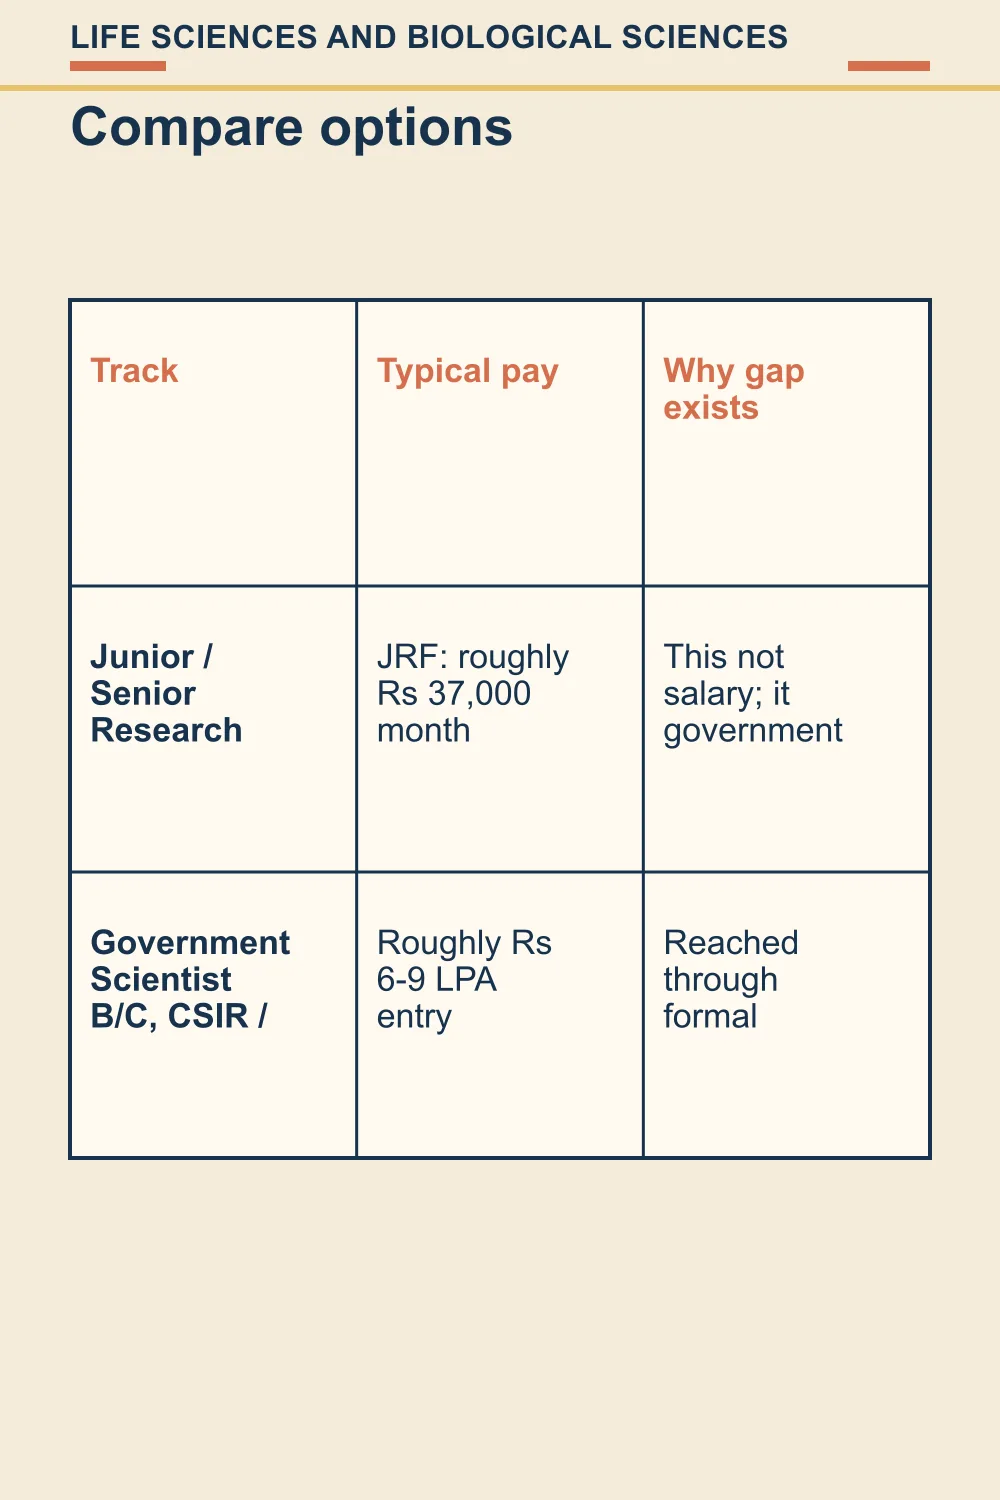 LIFE SCIENCES AND BIOLOGICAL SCIENCES
Compare options
Track
Typical pay
Why gap
exists
Junior /
Senior
Research
JRF: roughly
Rs 37,000
month
This not
salary; it
government
Government
Scientist
B/C, CSIR /
Roughly Rs
6-9 LPA
entry
Reached
through
formal